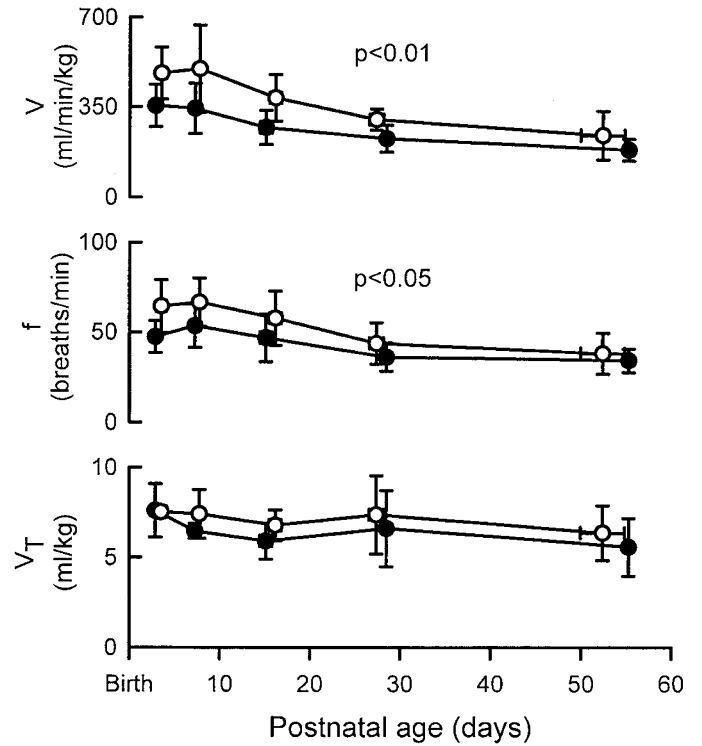 700
350
0
V
(ml/min/kg)
p<0.01
100
50
0
f
(breaths/min)
p<0.05
10
5
0
VT
(ml/kg)
Birth 10 20 30 40 50 60
Postnatal age (days)